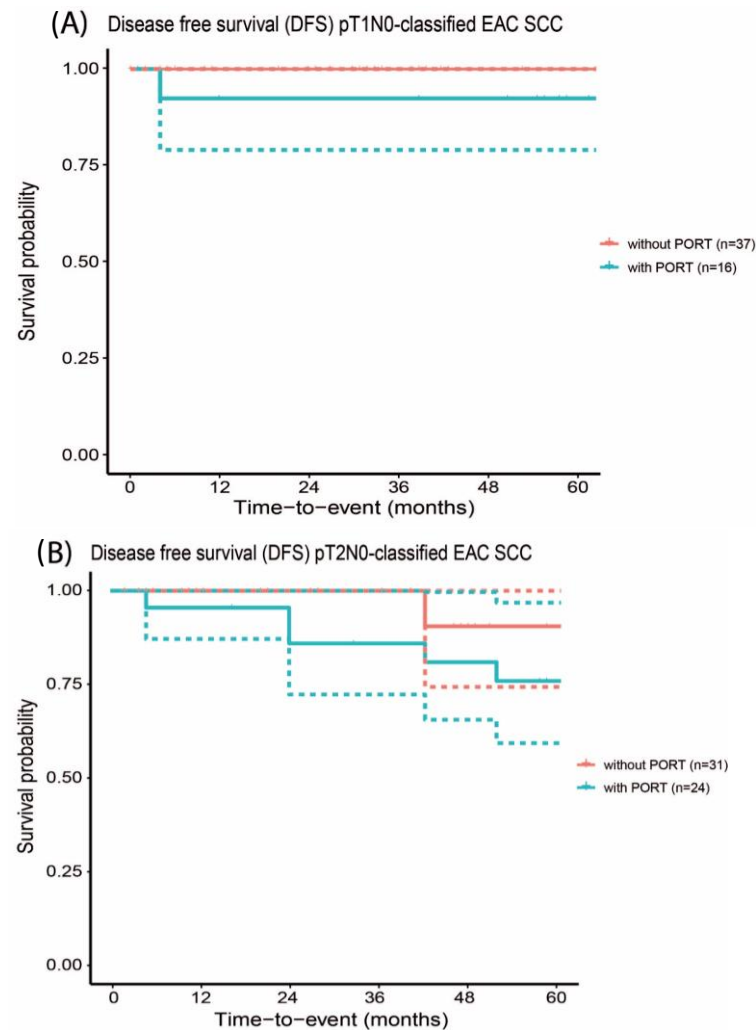 (A) Disease free survival (DFS) pT1N0-classified EAC SCC
1.00
0.75
0.50
0.25
0.00
Survival probability
without PORT (n=37)
with PORT (n=16)
0 12 24 36 48 60
Time-to-event (months)
(B) Disease free survival (DFS) pT2N0-classified EAC SCC
1.00
0.75
0.50
0.25
0.00
Survival probability
without PORT (n=31)
with PORT (n=24)
0 12 24 36 48 60
Time-to-event (months)